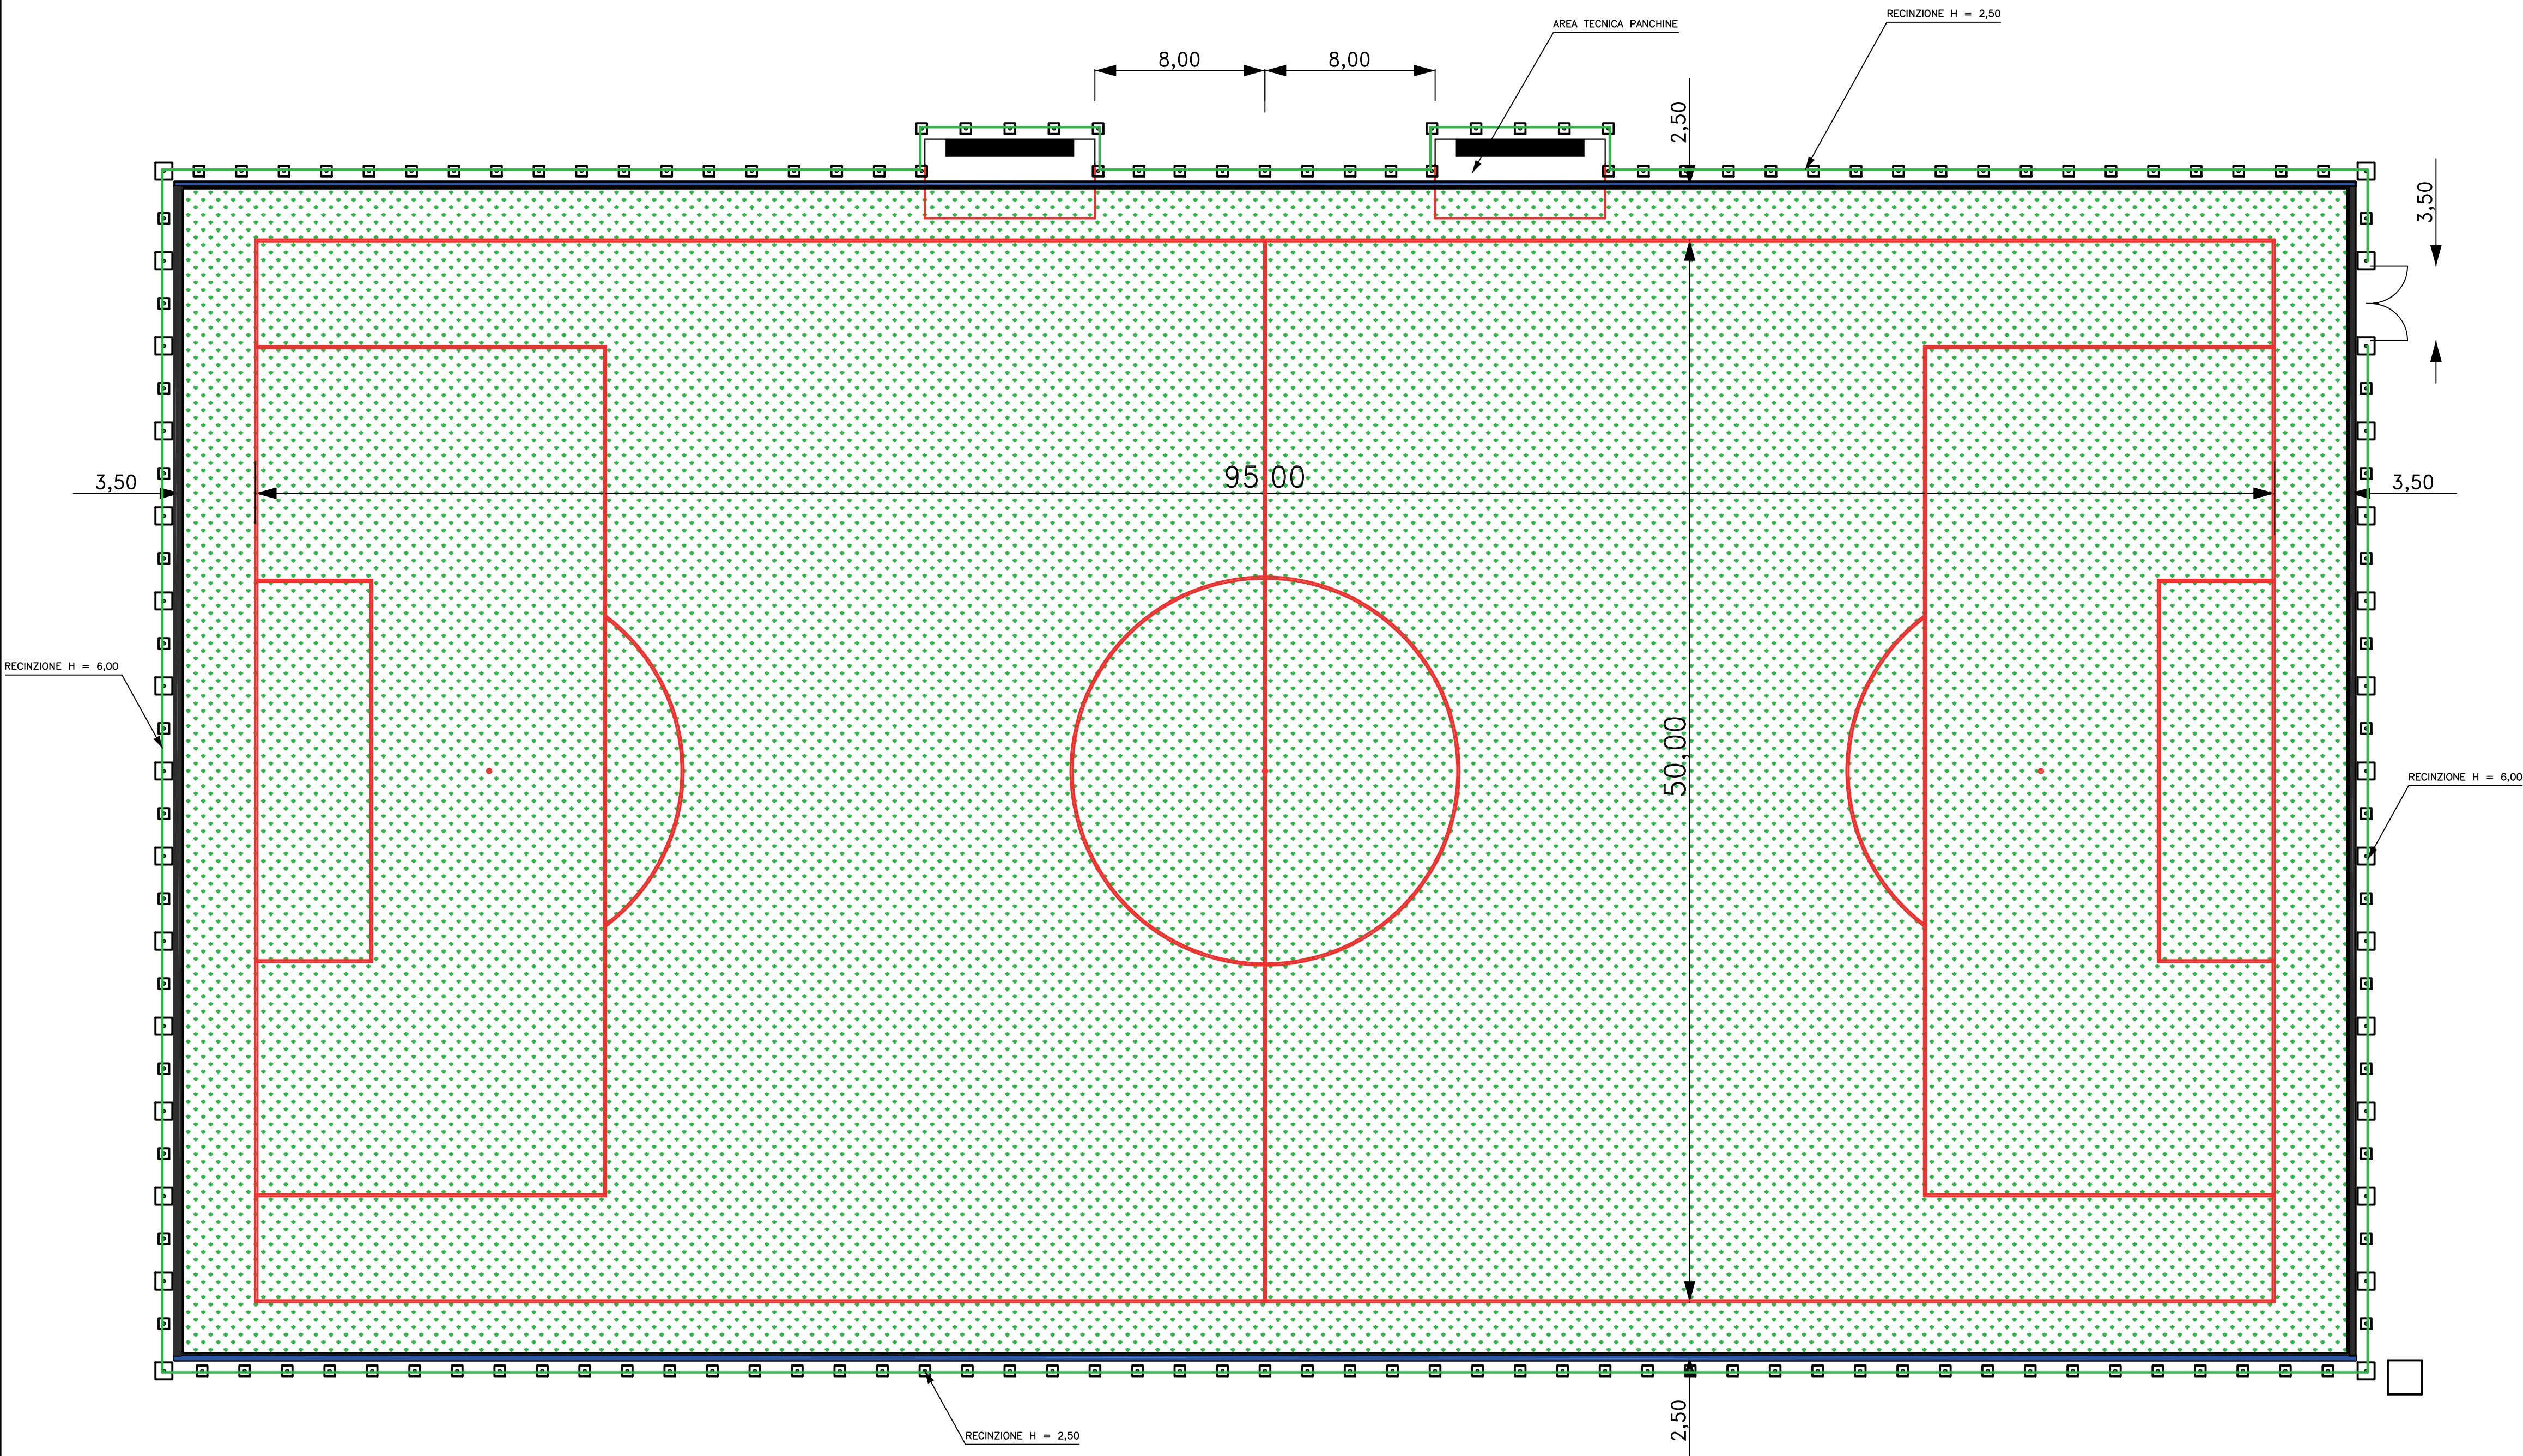 RECINZIONE H = 2,50
AREA TECNICA PANCHINE
8,00
8,00
2,50
3,50
95,00
3,50
3,50
RECINZIONE H = 6,00
50,00
RECINZIONE H = 6,00
2,50
RECINZIONE H = 2,50